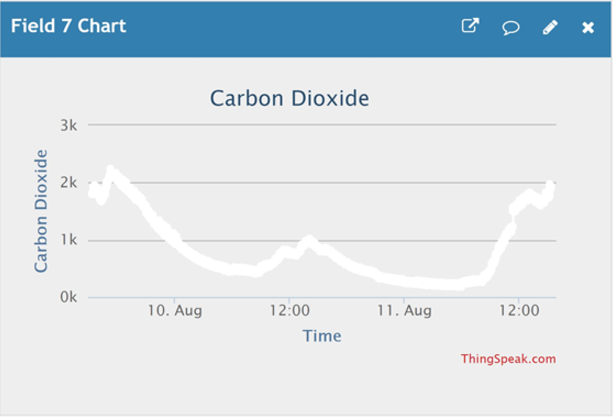 Field 7 Chart
Carbon Dioxide
3k
2k
1k
0k
Carbon Dioxide
10. Aug
12:00
11. Aug
12:00
Time
ThingSpeak.com